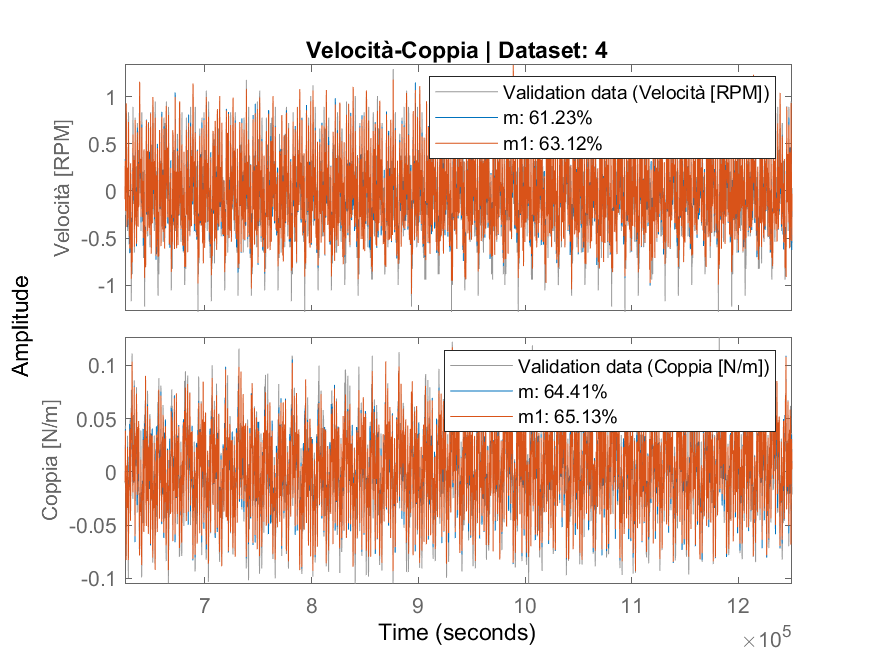 Velocità-Coppia | Dataset: 4
Amplitude
Velocità [RPM]
1
0.5
0
-0.5
-1
Validation data (Velocità [RPM])
m: 61.23%
m1: 63.12%
Coppia [N/m]
0.1
0.05
0
-0.05
-0.1
Validation data (Coppia [N/m])
m: 64.41%
m1: 65.13%
7 8 9 10 11 12
Time (seconds)
×10^5